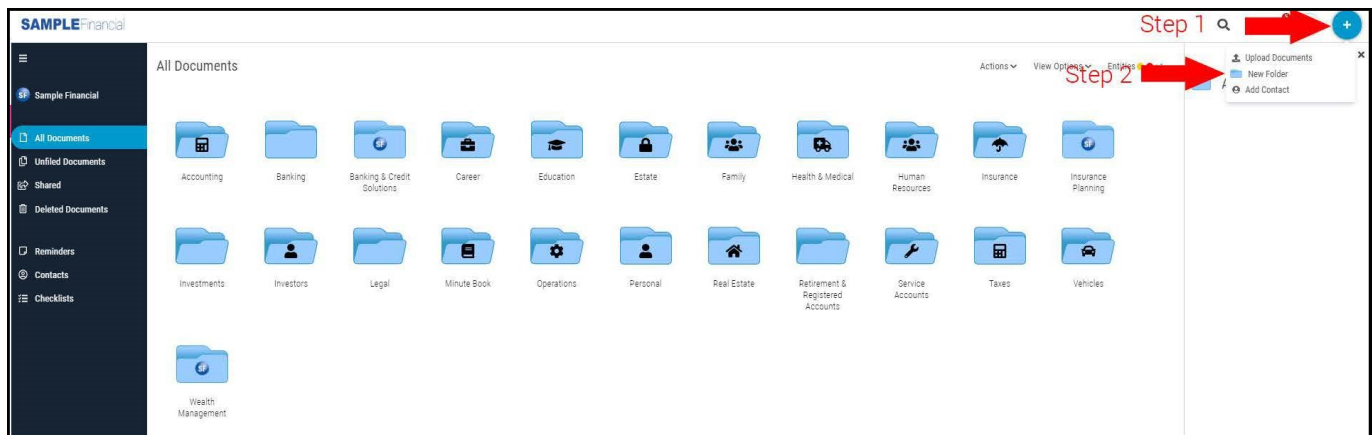 SAMPLEFinancial
Step 1
Sample Financial
All Documents
Unfiled Documents
Shared
Deleted Documents
Reminders
Contacts
Checklists
All Documents
Actions
View Options
Entities
Step 2
Upload Documents
New Folder
Add Contact
Accounting
Banking
Banking & Credit
Solutions
Career
Education
Estate
Family
Health & Medical
Human
Resources
Insurance
Insurance
Planning
Investments
Investors
Legal
Minute Book
Operations
Personal
Real Estate
Retirement &
Registered
Accounts
Service
Accounts
Taxes
Vehicles
Wealth
Management